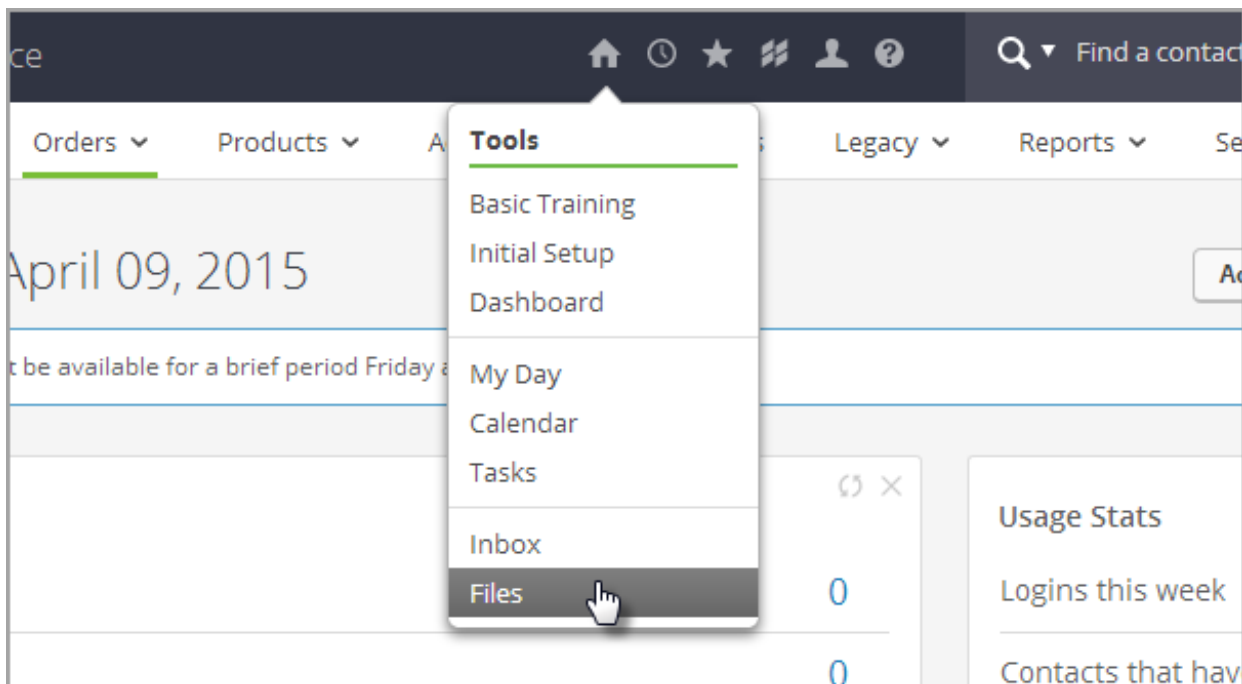 ce
Find a contact
Orders Products A Legacy Reports Se
Tools
Basic Training
Initial Setup
Dashboard
My Day
Calendar
Tasks
Inbox
Files
April 09, 2015
t be available for a brief period Friday a
0
0
Usage Stats
Logins this week
Contacts that hav